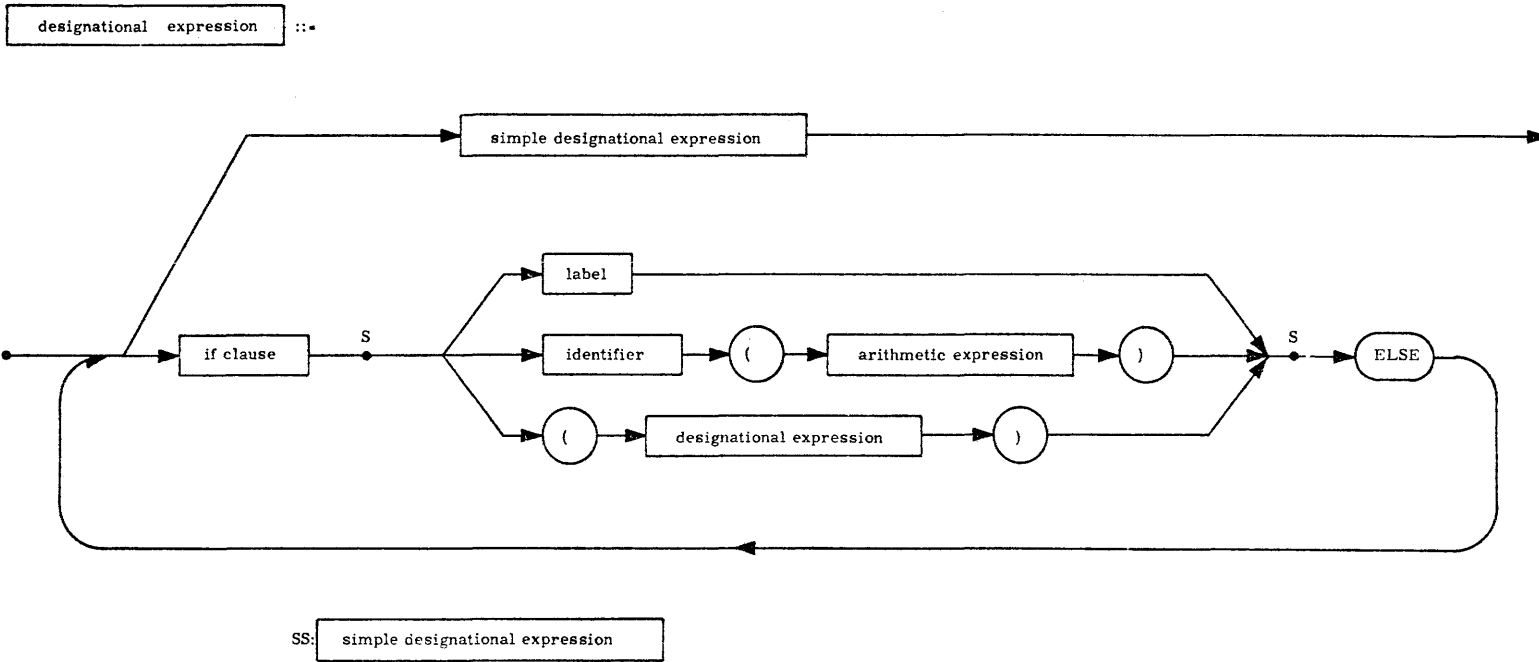 designational expression ::=
simple designational expression
label
if clause S identifier ( arithmetic expression ) S ELSE
( designational expression )
SS: simple designational expression